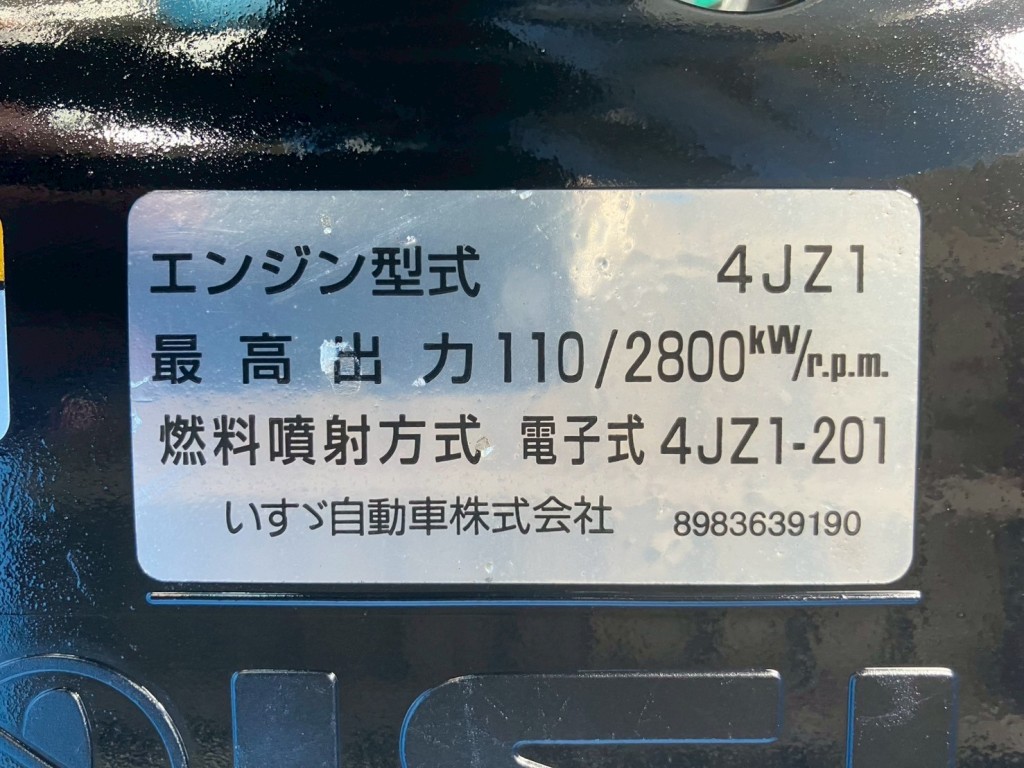 エンジン型式 4JZ1
最高出力 110/2800kW/r.p.m.
燃料噴射方式 電子式 4JZ1-201
いすゞ自動車株式会社 8983639190